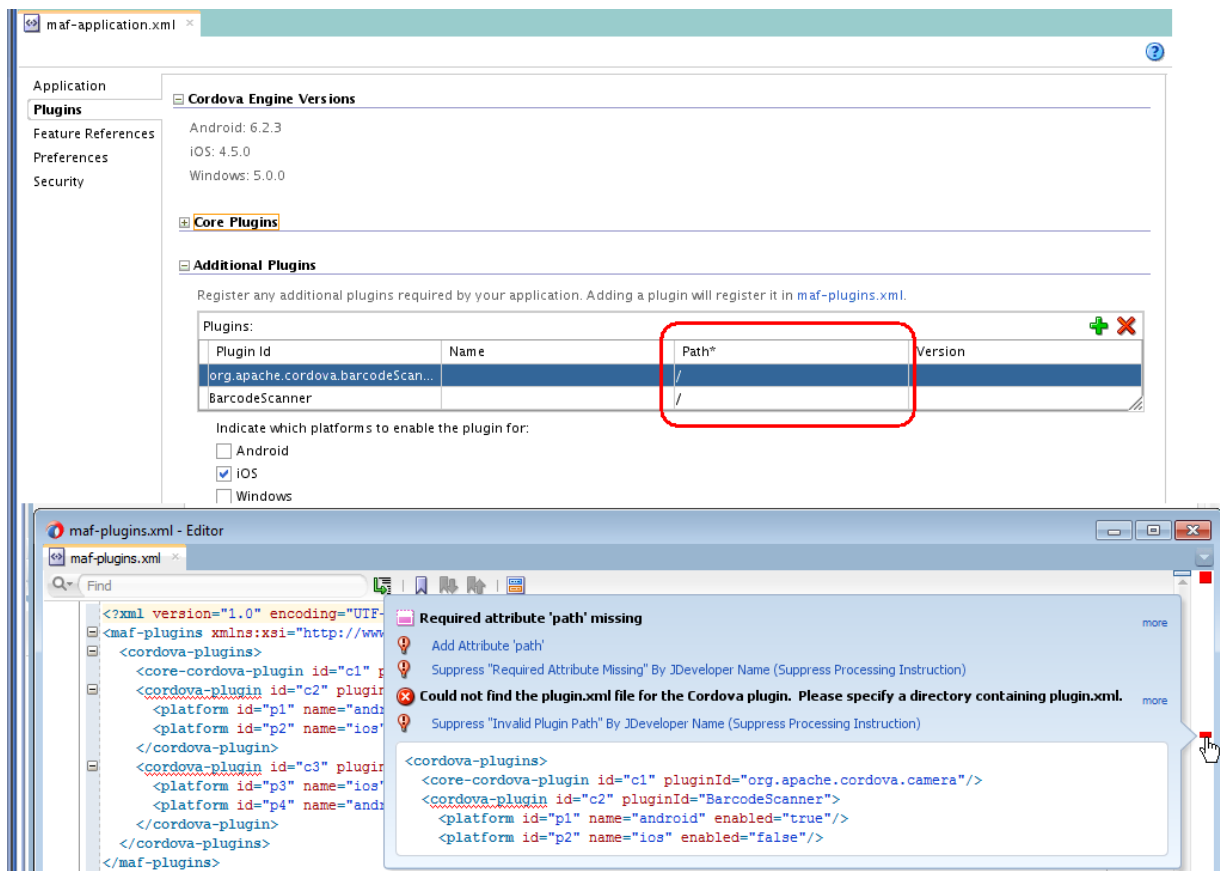 maf-application.xml
Application
Plugins
Feature References
Preferences
Security
Cordova Engine Versions
Android: 6.2.3
iOS: 4.5.0
Windows: 5.0.0
Core Plugins
Additional Plugins
Register any additional plugins required by your application. Adding a plugin will register it in maf-plugins.xml.
Plugins:
Plugin Id Name Path* Version
org.apache.cordova.barcodeScan... /
BarcodeScanner /
Indicate which platforms to enable the plugin for:
Android
iOS
Windows
maf-plugins.xml - Editor
maf-plugins.xml
Find
<?xml version="1.0" encoding="UTF-
<maf-plugins xmlns:xsi="http://www
<cordova-plugins>
<core-cordova-plugin id="c1" p
<cordova-plugin id="c2" plugin
<platform id="p1" name="andr
<platform id="p2" name="ios"
</cordova-plugin>
<cordova-plugin id="c3" plugin
<platform id="p3" name="ios"
<platform id="p4" name="andr
</cordova-plugin>
</cordova-plugins>
</maf-plugins>
Required attribute 'path' missing more
Add Attribute 'path'
Suppress "Required Attribute Missing" By JDeveloper Name (Suppress Processing Instruction)
Could not find the plugin.xml file for the Cordova plugin. Please specify a directory containing plugin.xml. more
Suppress "Invalid Plugin Path" By JDeveloper Name (Suppress Processing Instruction)
<cordova-plugins>
<core-cordova-plugin id="c1" pluginId="org.apache.cordova.camera"/>
<cordova-plugin id="c2" pluginId="BarcodeScanner">
<platform id="p1" name="android" enabled="true"/>
<platform id="p2" name="ios" enabled="false"/>